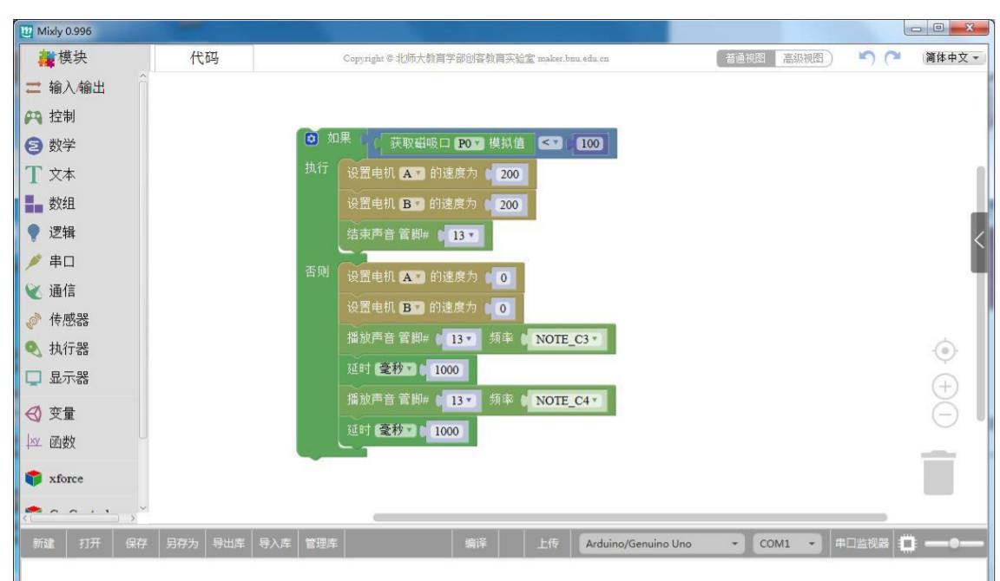 Mixly 0.996
模块
代码
Copyright © 北师大教育学部创客教育实验室 maker.bnu.edu.cn
普通视图 高级视图
简体中文
输入/输出
控制
数学
文本
数组
逻辑
串口
通信
传感器
执行器
显示器
变量
函数
xforce
如果 获取磁吸口 P0 模拟值 < 100
执行 设置电机 A 的速度为 200
设置电机 B 的速度为 200
结束声音 管脚# 13
否则 设置电机 A 的速度为 0
设置电机 B 的速度为 0
播放声音 管脚# 13 频率 NOTE_C3
延时 毫秒 1000
播放声音 管脚# 13 频率 NOTE_C4
延时 毫秒 1000
新建 打开 保存 另存为 导出库 导入库 管理库 编译 上传 Arduino/Genuino Uno COM1 串口监视器